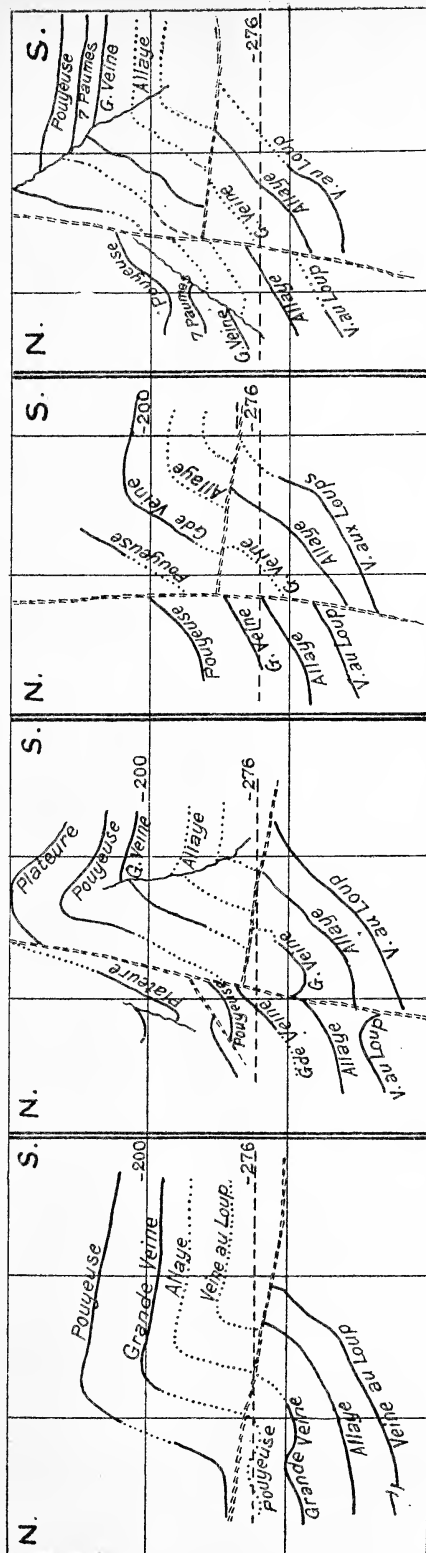 N.
S.
Pouyeuse
-200
Grande Veine
Allaye
Veine au Loup
-276
Pouyeuse
Grande Veine
Allaye
Veine au Loup
N.
S.
Plateure
Plateure
Pouyeuse
-200
G. Veine
Allaye
Pouyeuse
-276
Gde Veine
G. Veine
Allaye
Allaye
V. au Loup
V. au Loup
N.
S.
-200
Pouyeuse
Gde Veine
Pouyeuse
Allaye
G. Veine
-276
G. Veine
Allaye
Allaye
V. au Loup
V. aux Loups
N.
S.
Pouyeuse
7 Paumes
G. Veine
Pouyeuse
Allaye
7 Paumes
G. Veine
G. Veine
-276
Allaye
Allaye
V. au Loup
V. au Loup